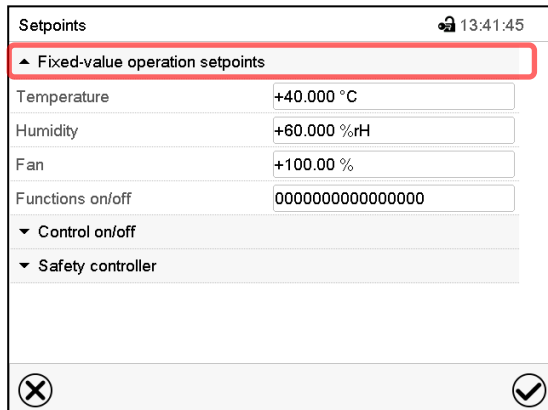 Setpoints 13:41:45
Fixed-value operation setpoints
Temperature +40.000 °C
Humidity +60.000 %rH
Fan +100.00 %
Functions on/off 0000000000000000
Control on/off
Safety controller